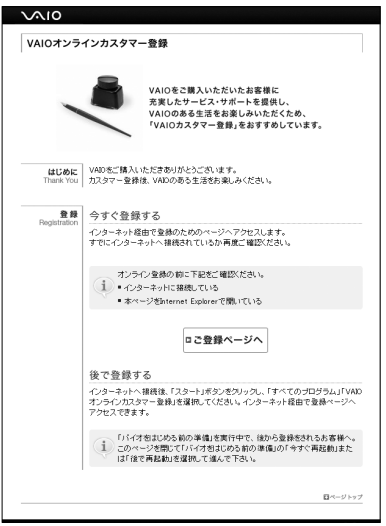 VAIO
VAIOオンラインカスタマー登録
VAIOをご購入いただいたお客様に
充実したサービス・サポートを提供し、
VAIOのある生活をお楽しみいただくため、
「VAIOカスタマー登録」をおすすめしています。
はじめに
Thank You
VAIOをご購入いただきありがとうございます。
カスタマー登録後、VAIOのある生活をお楽しみください。
登録
Registration
今すぐ登録する
インターネット経由で登録のためのページへアクセスします。
すでにインターネットへ接続されているか再度ご確認ください。
オンライン登録の前に下記をご確認ください。
■ インターネットに接続している
■ 本ページをInternet Explorerで開いている
ご登録ページへ
後で登録する
インターネットへ接続後、「スタート」ボタンをクリックし、「すべてのプログラム」「VAIO
オンラインカスタマー登録」を選択してください。インターネット経由で登録ページへ
アクセスできます。
「バイオをはじめる前の準備」を実行中で、後から登録をされるお客様へ。
このページを閉じて「バイオをはじめる前の準備」の「今すぐ再起動」また
は「後で再起動」を選択して進んで下さい。
ページトップ